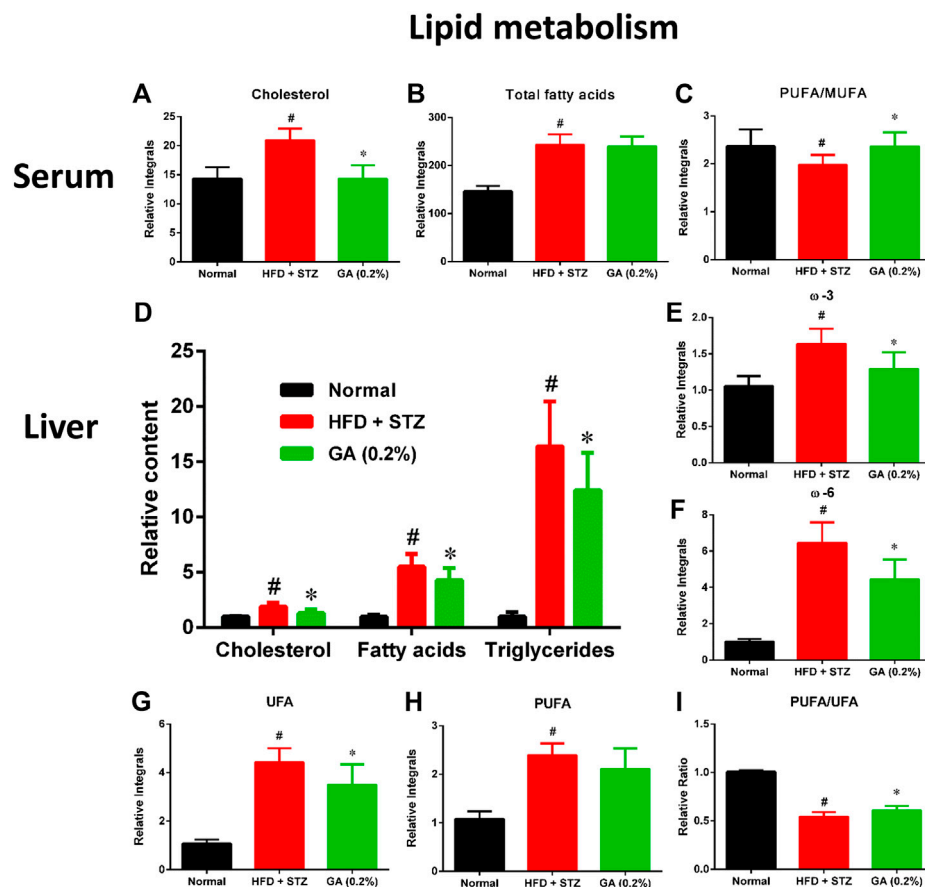 Lipid metabolism
Serum
A
Cholesterol
Relative Integrals
25
20
15
10
5
0
#
*
Normal
HFD + STZ
GA (0.2%)
B
Total fatty acids
Relative Integrals
300
200
100
0
#
Normal
HFD + STZ
GA (0.2%)
C
PUFA/MUFA
Relative Integrals
3
2
1
0
#
*
Normal
HFD + STZ
GA (0.2%)
Liver
D
Relative content
25
20
15
10
5
0
Normal
HFD + STZ
GA (0.2%)
#
*
#
*
#
*
Cholesterol
Fatty acids
Triglycerides
E
ω -3
Relative Integrals
2.0
1.5
1.0
0.5
0.0
#
*
Normal
HFD + STZ
GA (0.2%)
F
ω -6
Relative Integrals
8
6
4
2
0
#
*
Normal
HFD + STZ
GA (0.2%)
G
UFA
Relative Integrals
6
4
2
0
#
*
Normal
HFD + STZ
GA (0.2%)
H
PUFA
Relative Integrals
3
2
1
0
#
Normal
HFD + STZ
GA (0.2%)
I
PUFA/UFA
Relative Ratio
1.5
1.0
0.5
0.0
#
*
Normal
HFD + STZ
GA (0.2%)